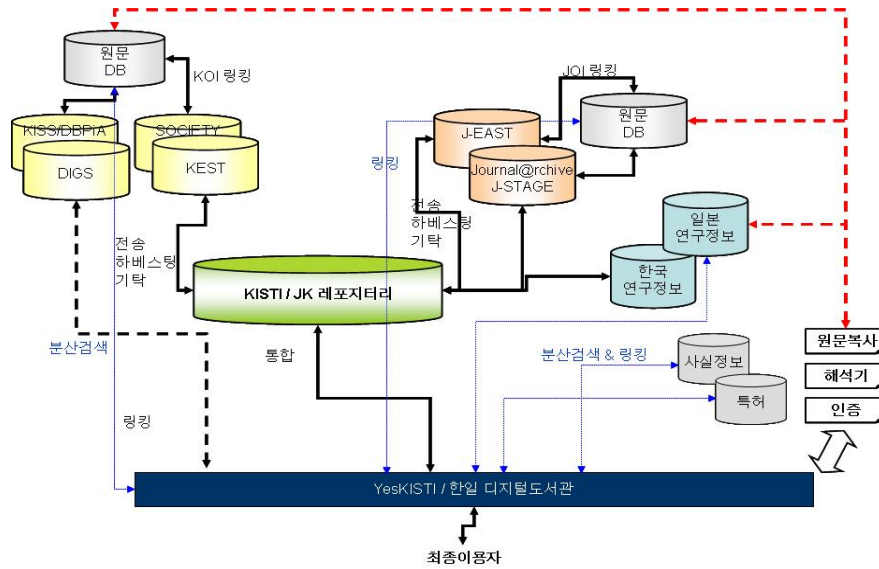 원문
DB
KOI 링킹
KISS/DBPiA
SOCIETY
DIGS
KEST
JOI 링킹
J-EAST
원문
DB
링킹
Journal@rchive
J-STAGE
전송
하베스팅
기탁
전송
하베스팅
기탁
일본
연구정보
한국
연구정보
KISTI / JK 레포지터리
분산검색
통합
분산검색 & 링킹
사실정보
특허
원문복사
해석기
인증
링킹
YesKISTI / 한일 디지털도서관
최종이용자